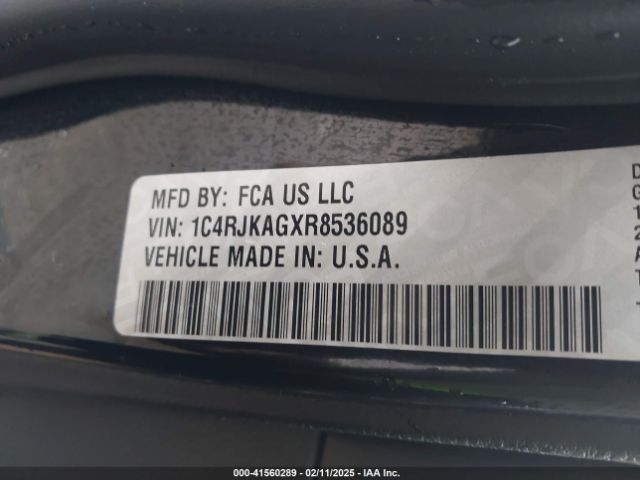 MFD BY: FCA US LLC
VIN: 1C4RJKAGXR8536089
VEHICLE MADE IN: U.S.A.
000-41560289 - 02/11/2025 - IAA Inc.